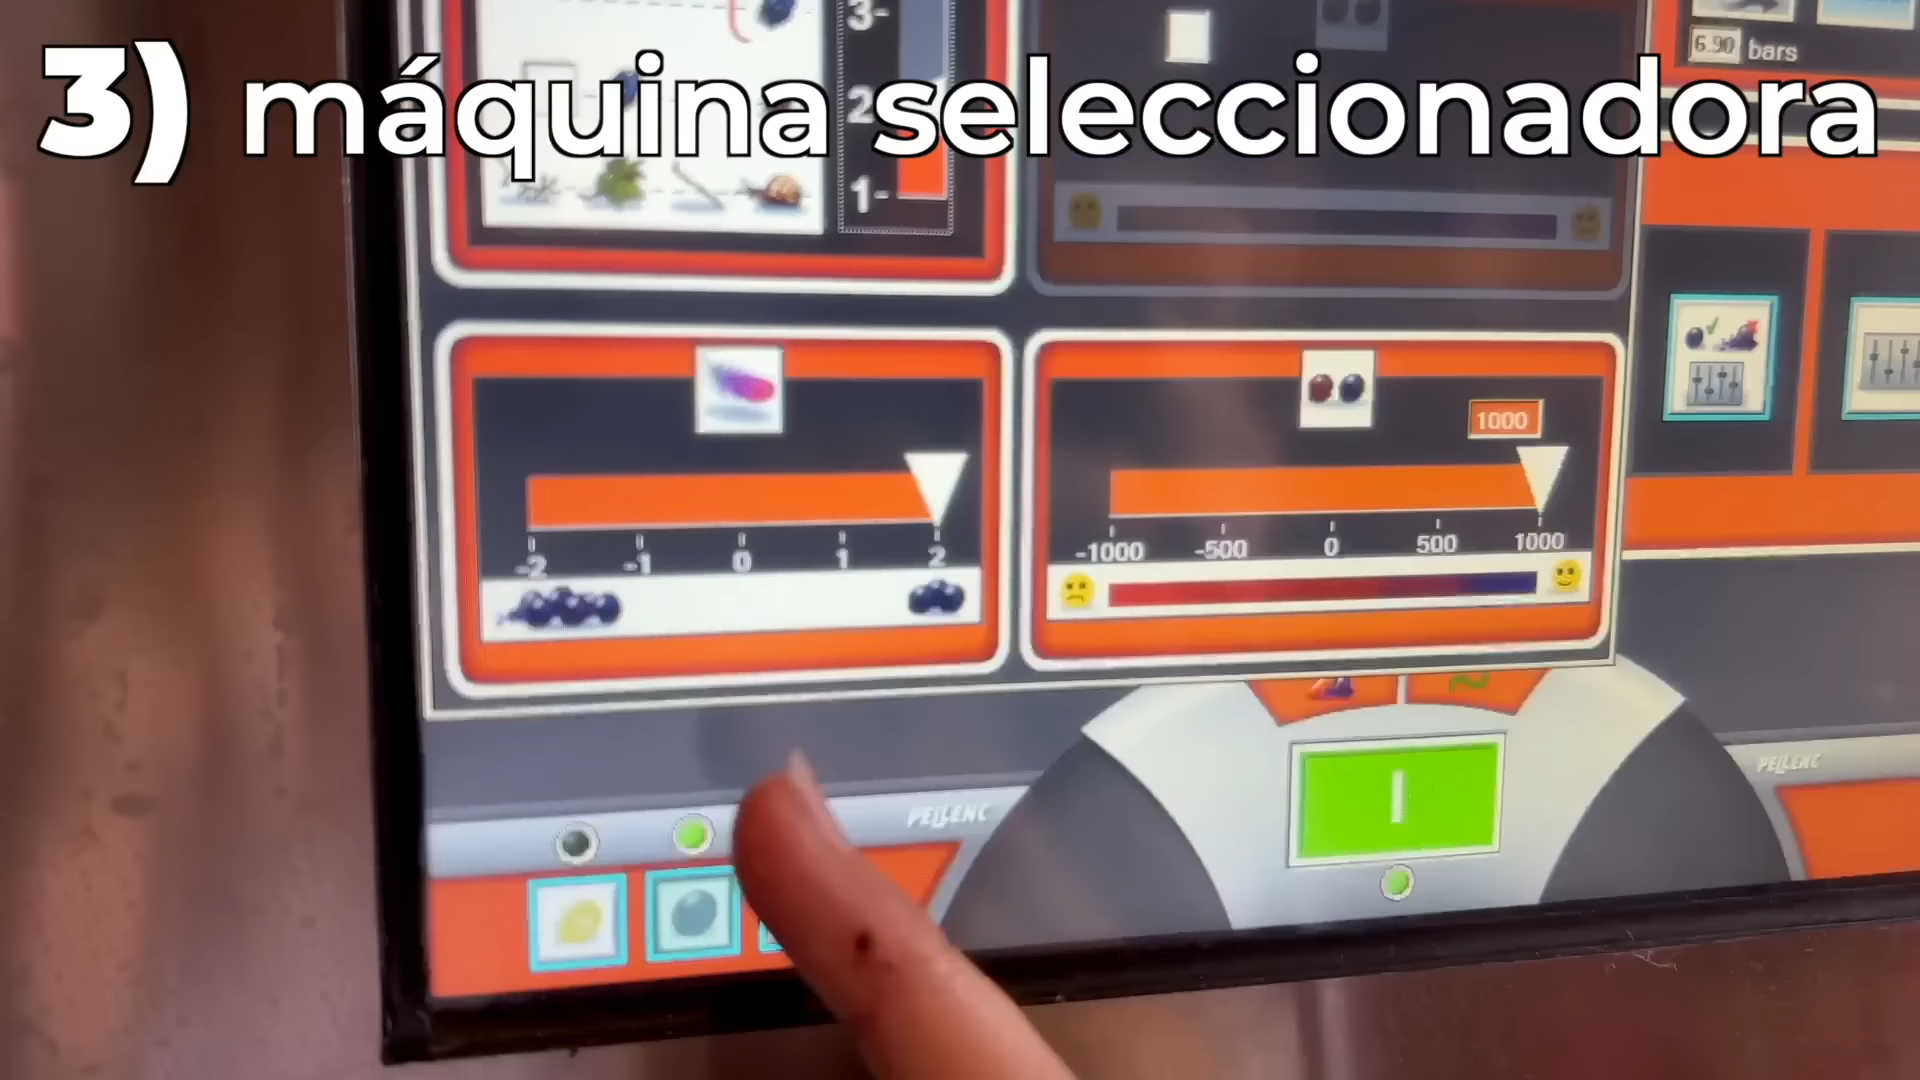 3) máquina seleccionadora
3-
2
1-
6.90 bars
1000
-2 -1 0 1 2
-1000 -500 0 500 1000
PELLENC
PELLENC